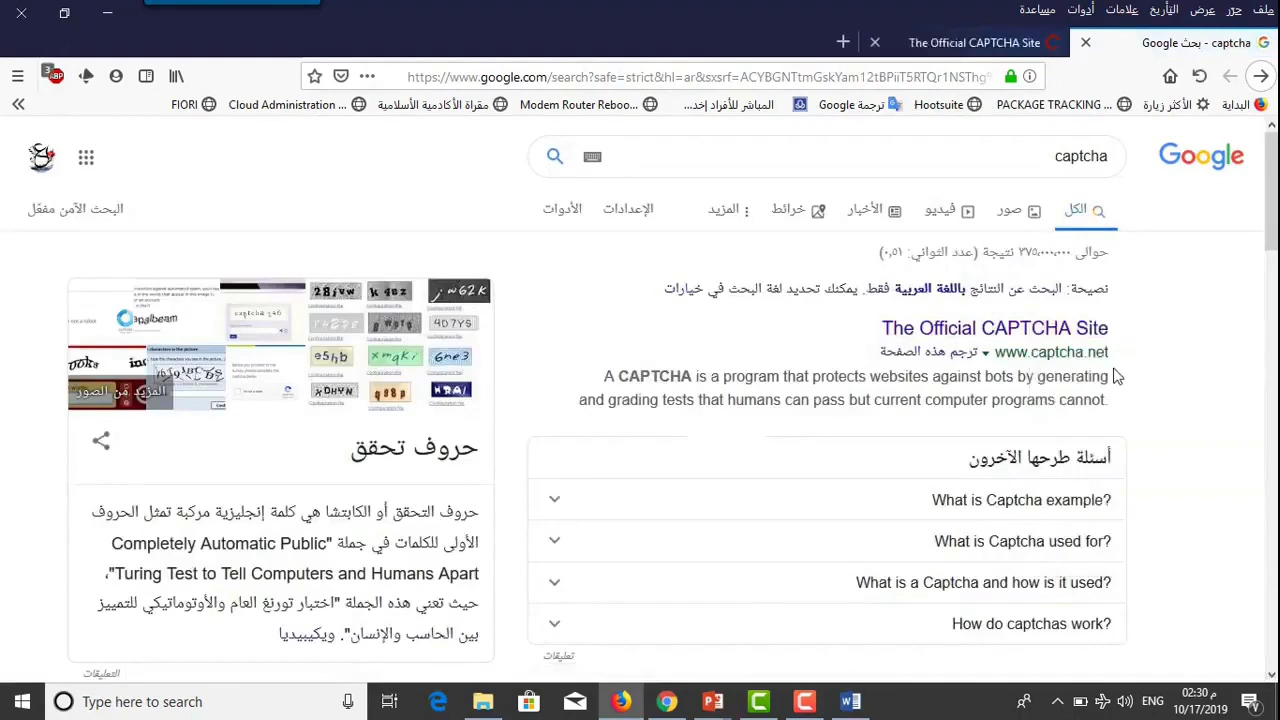 ملف تحرير عرض التأريخ علامات أدوات مساعدة
captcha - بحث Google
The Official CAPTCHA Site
https://www.google.com/search?safe=strict&hl=ar&sxsrf=ACYBGNTtmGskYam12tBPiiT5RTQr1NSThg
3
ABP
البداية
الأكثر زيارة
PACKAGE TRACKING ...
Hootsuite
ترجمة Google
المباشر للأفراد إخد...
Modem Router Reboo...
مقرأة الأكاديمية الأسلامية
Cloud Administration ...
FIORI
Google
captcha
الكل
صور
فيديو
الأخبار
خرائط
المزيد
الإعدادات
الأدوات
البحث الآمن مفعّل
حوالى ٣٧٥،٠٠٠،٠٠٠ نتيجة (عدد الثواني: ٠٫٥١)
نصيحة: البحث عن النتائج باللغة العربية فقط. يمكنك تحديد لغة البحث في خيارات
The Official CAPTCHA Site
www.captcha.net ترجم هذه الصفحة
A CAPTCHA is a program that protects websites against bots by generating
and grading tests that humans can pass but current computer programs cannot.
أسئلة طرحها الآخرون
What is Captcha example?
What is Captcha used for?
What is a Captcha and how is it used?
How do captchas work?
تعليقات
المزيد من الصور
حروف تحقق
حروف التحقق أو الكابتشا هي كلمة إنجليزية مركبة تمثل الحروف
الأولى للكلمات في جملة "Completely Automatic Public
Turing Test to Tell Computers and Humans Apart"،
حيث تعني هذه الجملة "اختبار تورنغ العام والأوتوماتيكي للتمييز
بين الحاسب والإنسان". ويكيبيديا
التعليقات
Type here to search
ENG
02:30 م
10/17/2019